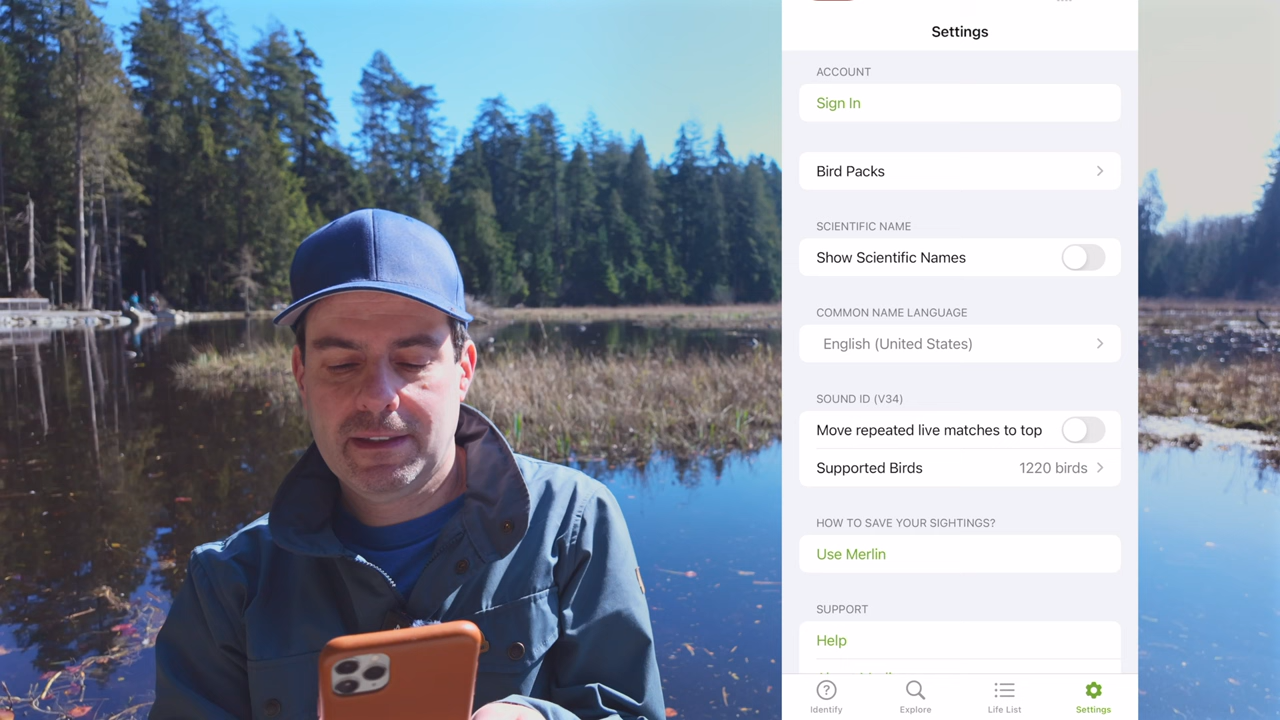 Settings
ACCOUNT
Sign In
Bird Packs
SCIENTIFIC NAME
Show Scientific Names
COMMON NAME LANGUAGE
English (United States)
SOUND ID (V34)
Move repeated live matches to top
Supported Birds 1220 birds
HOW TO SAVE YOUR SIGHTINGS?
Use Merlin
SUPPORT
Help
Identify Explore Life List Settings